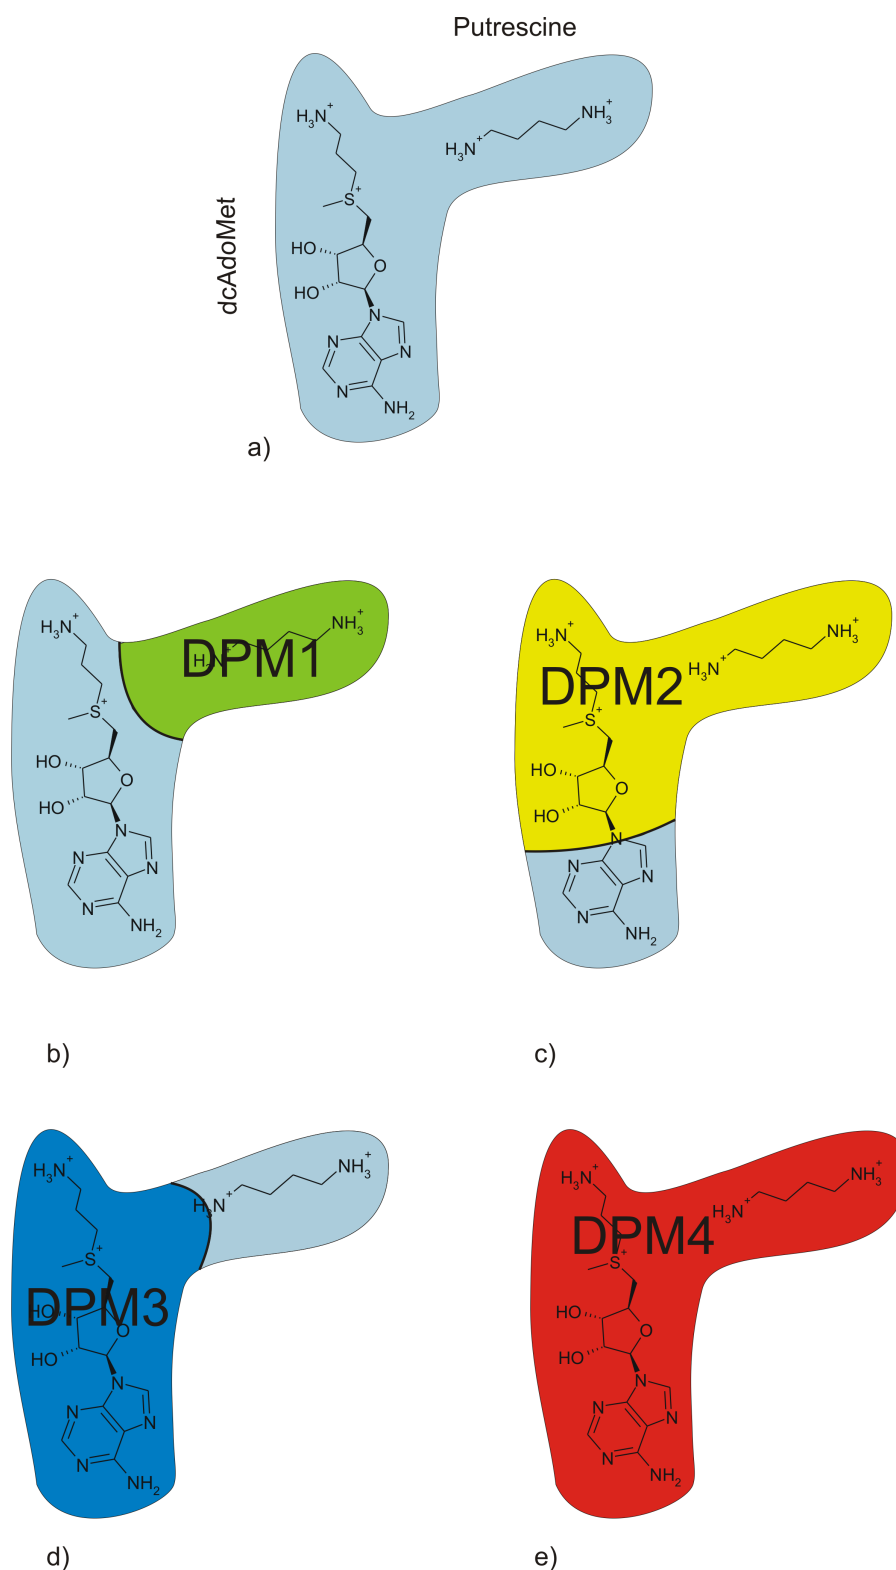 Putrescine
dcAdoMet
H3N+
NH3+
H3N+
S+
HO
O
HO
N
N
N
N
NH2
a)
H3N+
NH3+
H3N+
DPM1
S+
HO
O
HO
N
N
N
N
NH2
b)
H3N+
NH3+
H3N+
DPM2
S+
HO
O
HO
N
N
N
N
NH2
c)
H3N+
NH3+
H3N+
S+
DPM3
HO
O
HO
N
N
N
N
NH2
d)
H3N+
NH3+
H3N+
DPM4
S+
HO
O
HO
N
N
N
N
NH2
e)